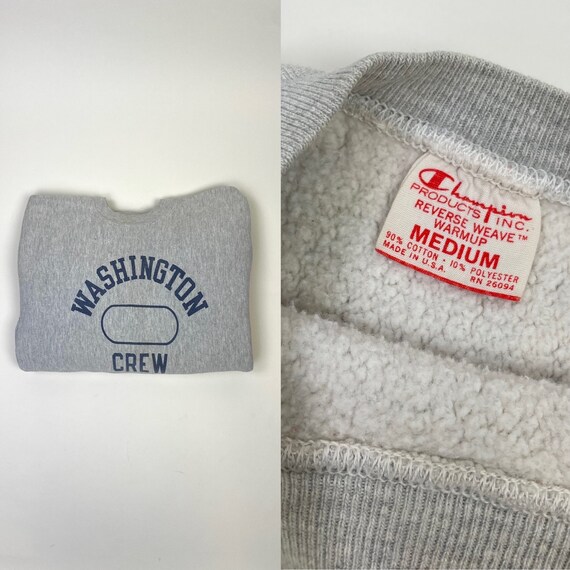 WASHINGTON
CREW
Champion
PRODUCTS INC.
REVERSE WEAVE™
WARMUP
MEDIUM
90% COTTON · 10% POLYESTER
MADE IN U.S.A. RN 26094